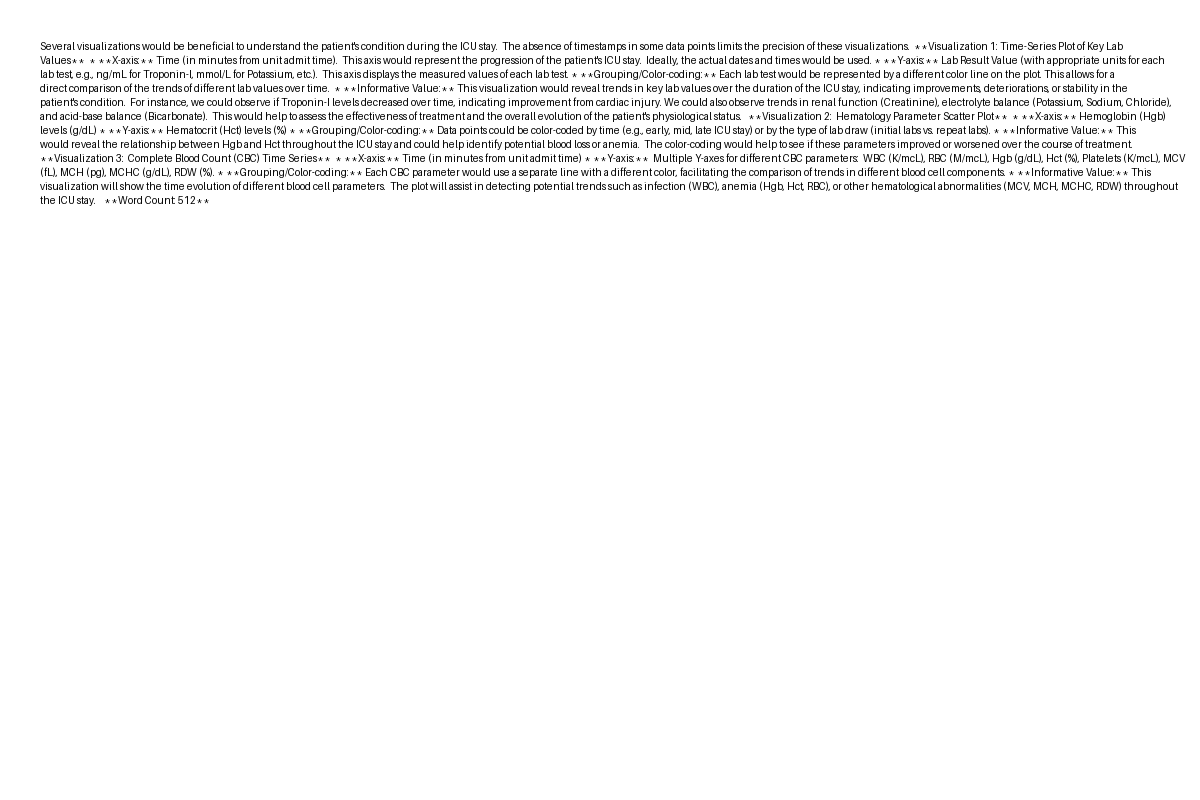 Several visualizations would be beneficial to understand the patient's condition during the ICU stay.  The absence of timestamps in some data points limits the precision of these visualizations.  **Visualization 1: Time-Series Plot of Key Lab
Values**  * **X-axis:** Time (in minutes from unit admit time).  This axis would represent the progression of the patient's ICU stay.  Ideally, the actual dates and times would be used. * **Y-axis:** Lab Result Value (with appropriate units for each
lab test, e.g., ng/mL for Troponin-I, mmol/L for Potassium, etc.).  This axis displays the measured values of each lab test. * **Grouping/Color-coding:** Each lab test would be represented by a different color line on the plot. This allows for a
direct comparison of the trends of different lab values over time.  * **Informative Value:** This visualization would reveal trends in key lab values over the duration of the ICU stay, indicating improvements, deteriorations, or stability in the
patient's condition.  For instance, we could observe if Troponin-I levels decreased over time, indicating improvement from cardiac injury. We could also observe trends in renal function (Creatinine), electrolyte balance (Potassium, Sodium, Chloride),
and acid-base balance (Bicarbonate).  This would help to assess the effectiveness of treatment and the overall evolution of the patient's physiological status.   **Visualization 2:  Hematology Parameter Scatter Plot**  * **X-axis:** Hemoglobin (Hgb)
levels (g/dL) * **Y-axis:** Hematocrit (Hct) levels (%) * **Grouping/Color-coding:** Data points could be color-coded by time (e.g., early, mid, late ICU stay) or by the type of lab draw (initial labs vs. repeat labs). * **Informative Value:** This
would reveal the relationship between Hgb and Hct throughout the ICU stay and could help identify potential blood loss or anemia.  The color-coding would help to see if these parameters improved or worsened over the course of treatment.
**Visualization 3:  Complete Blood Count (CBC) Time Series**  * **X-axis:** Time (in minutes from unit admit time) * **Y-axis:**  Multiple Y-axes for different CBC parameters:  WBC (K/mcL), RBC (M/mcL), Hgb (g/dL), Hct (%), Platelets (K/mcL), MCV
(fL), MCH (pg), MCHC (g/dL), RDW (%). * **Grouping/Color-coding:** Each CBC parameter would use a separate line with a different color, facilitating the comparison of trends in different blood cell components. * **Informative Value:** This
visualization will show the time evolution of different blood cell parameters.  The plot will assist in detecting potential trends such as infection (WBC), anemia (Hgb, Hct, RBC), or other hematological abnormalities (MCV, MCH, MCHC, RDW) throughout
the ICU stay.   **Word Count: 512**